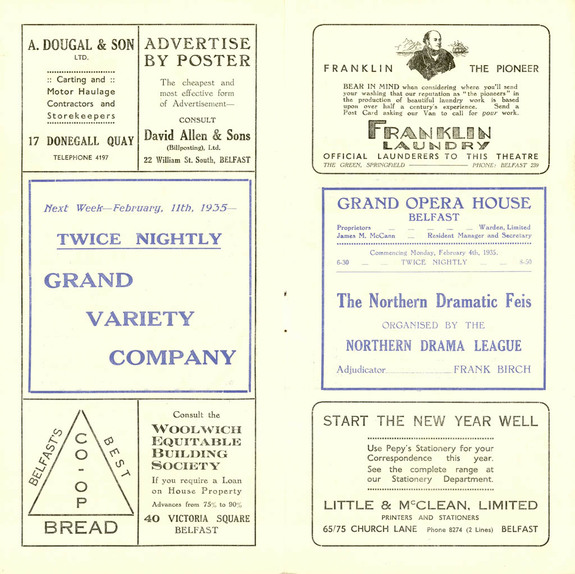 A. DOUGAL & SON
LTD.
:: Carting and ::
Motor Haulage
Contractors and
Storekeepers
17 DONEGALL QUAY
TELEPHONE 4197
ADVERTISE
BY POSTER
The cheapest and
most effective form
of Advertisement—
CONSULT
David Allen & Sons
(Billposting), Ltd.
22 William St. South, BELFAST
Next Week—February, 11th, 1935—
TWICE NIGHTLY
GRAND
VARIETY
COMPANY
BELFAST'S
BEST
CO-OP
BREAD
Consult the
WOOLWICH
EQUITABLE
BUILDING
SOCIETY
If you require a Loan
on House Property
Advances from 75% to 90%
40 VICTORIA SQUARE
BELFAST
FRANKLIN THE PIONEER
BEAR IN MIND when considering where you'll send
your washing that our reputation as "the pioneers" in
the production of beautiful laundry work is based
upon over half a century's experience. Send a
Post Card asking our Van to call for your work.
FRANKLIN
LAUNDRY
OFFICIAL LAUNDERERS TO THIS THEATRE
THE GREEN, SPRINGFIELD PHONE: BELFAST 239
GRAND OPERA HOUSE
BELFAST
Proprietors ... ... ... ... Warden, Limited
James M. McCann ... Resident Manager and Secretary
Commencing Monday, February 4th, 1935.
6-30 ... ... TWICE NIGHTLY ... ... 8-50
The Northern Dramatic Feis
ORGANISED BY THE
NORTHERN DRAMA LEAGUE
Adjudicator FRANK BIRCH
START THE NEW YEAR WELL
Use Pepy's Stationery for your
Correspondence this year.
See the complete range at
our Stationery Department.
LITTLE & McCLEAN, LIMITED
PRINTERS AND STATIONERS
65/75 CHURCH LANE Phone 8274 (2 Lines) BELFAST